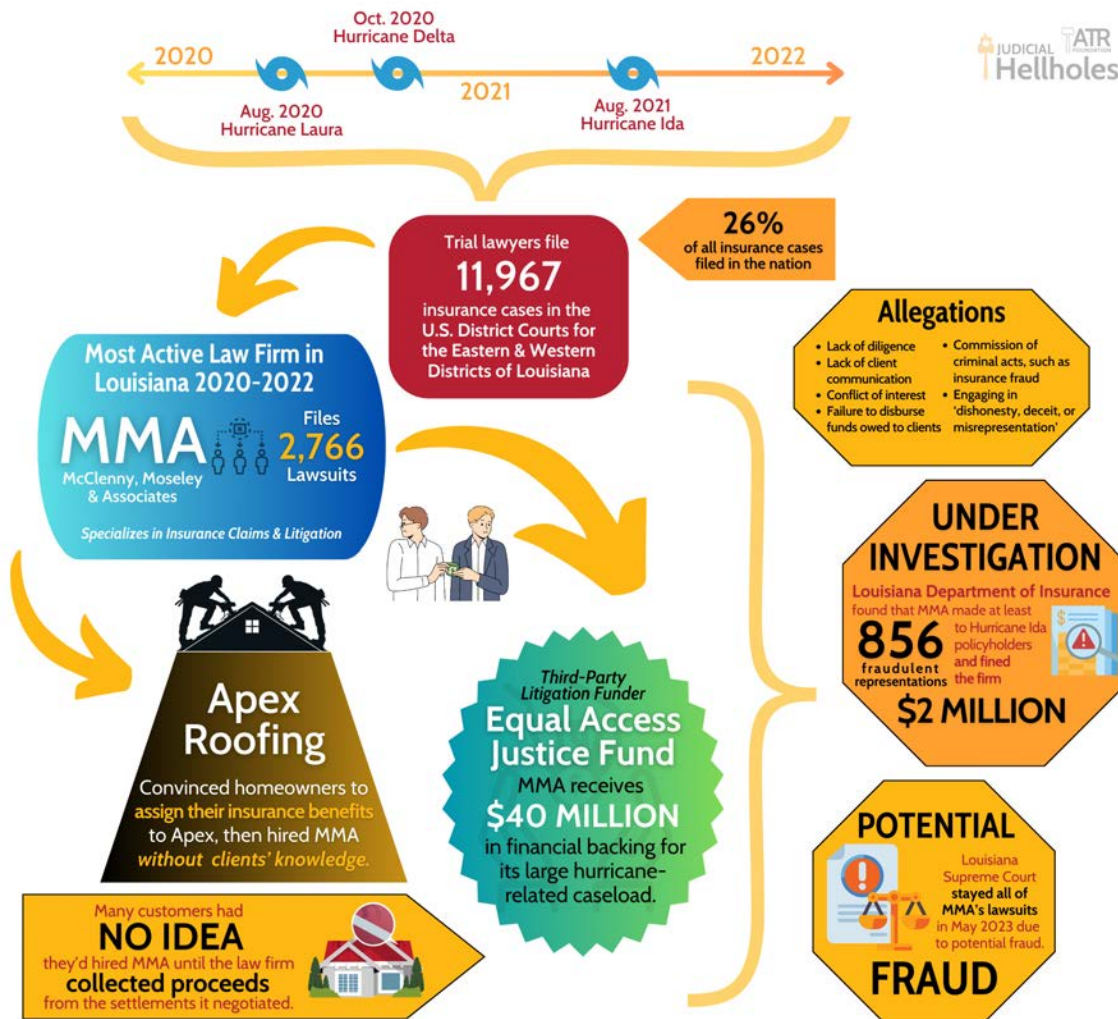 Oct. 2020
Hurricane Delta
2020
2021
2022
Aug. 2020
Hurricane Laura
Aug. 2021
Hurricane Ida
JUDICIAL
Hellholes
ATR
FOUNDATION
Trial lawyers file
11,967
insurance cases in the
U.S. District Courts for
the Eastern & Western
Districts of Louisiana
26%
of all insurance cases
filed in the nation
Most Active Law Firm in
Louisiana 2020-2022
MMA
McClenny, Moseley
& Associates
Files
2,766
Lawsuits
Specializes in Insurance Claims & Litigation
Apex
Roofing
Convinced homeowners to
assign their insurance benefits
to Apex, then hired MMA
without clients' knowledge.
Many customers had
NO IDEA
they'd hired MMA until the law firm
collected proceeds
from the settlements it negotiated.
Third-Party
Litigation Funder
Equal Access
Justice Fund
MMA receives
$40 MILLION
in financial backing for
its large hurricane-
related caseload.
Allegations
• Lack of diligence
• Lack of client
communication
• Conflict of interest
• Failure to disburse
funds owed to clients
• Commission of
criminal acts, such as
insurance fraud
• Engaging in
'dishonesty, deceit, or
misrepresentation'
UNDER
INVESTIGATION
Louisiana Department of Insurance
found that MMA made at least
856
fraudulent
representations
to Hurricane Ida
policyholders
and fined
the firm
$2 MILLION
POTENTIAL
Louisiana
Supreme Court
stayed all of
MMA's lawsuits
in May 2023 due
to potential fraud.
FRAUD